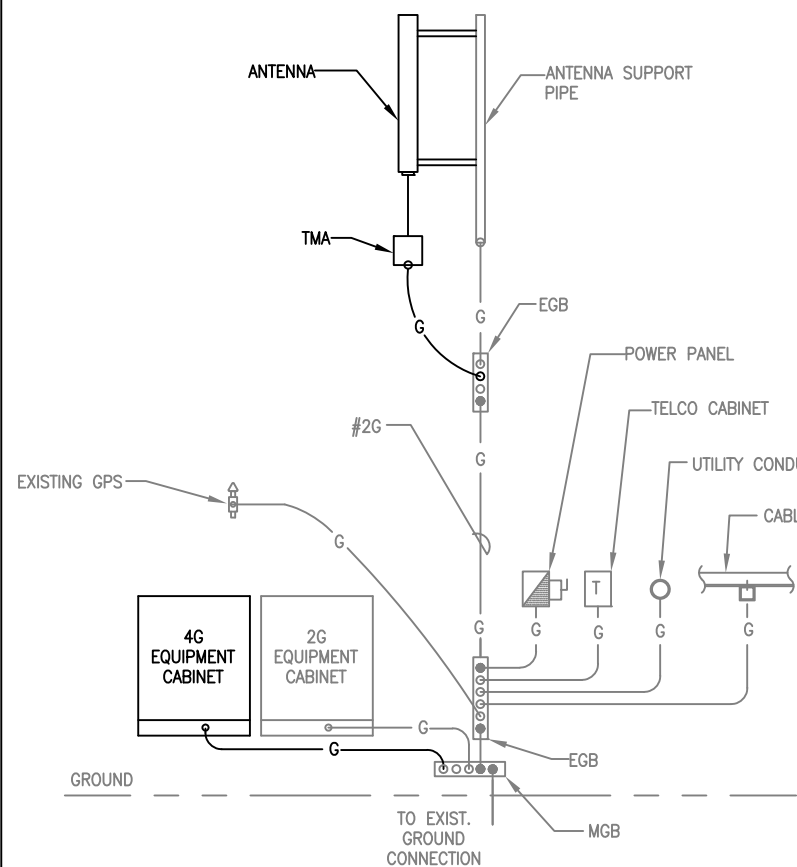 ANTENNA
ANTENNA SUPPORT
PIPE
TMA
EGB
G
G
POWER PANEL
TELCO CABINET
#2G
G
UTILITY
EXISTING GPS
G
T
G
G
G
G
G
4G
EQUIPMENT
CABINET
2G
EQUIPMENT
CABINET
G
G
EGB
GROUND
TO EXIST.
GROUND
CONNECTION
MGB